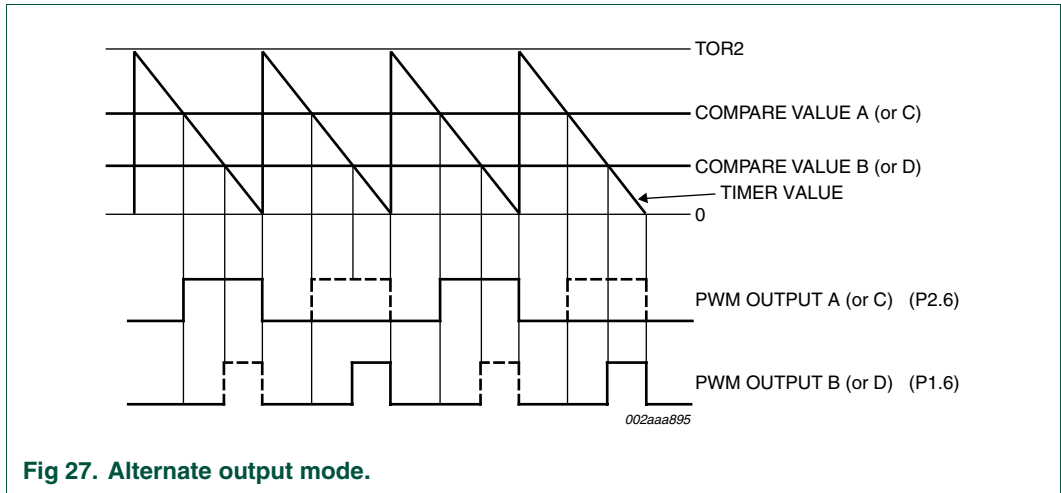 TOR2
COMPARE VALUE A (or C)
COMPARE VALUE B (or D)
TIMER VALUE
0
PWM OUTPUT A (or C) (P2.6)
PWM OUTPUT B (or D) (P1.6)
002aaa895
Fig 27. Alternate output mode.